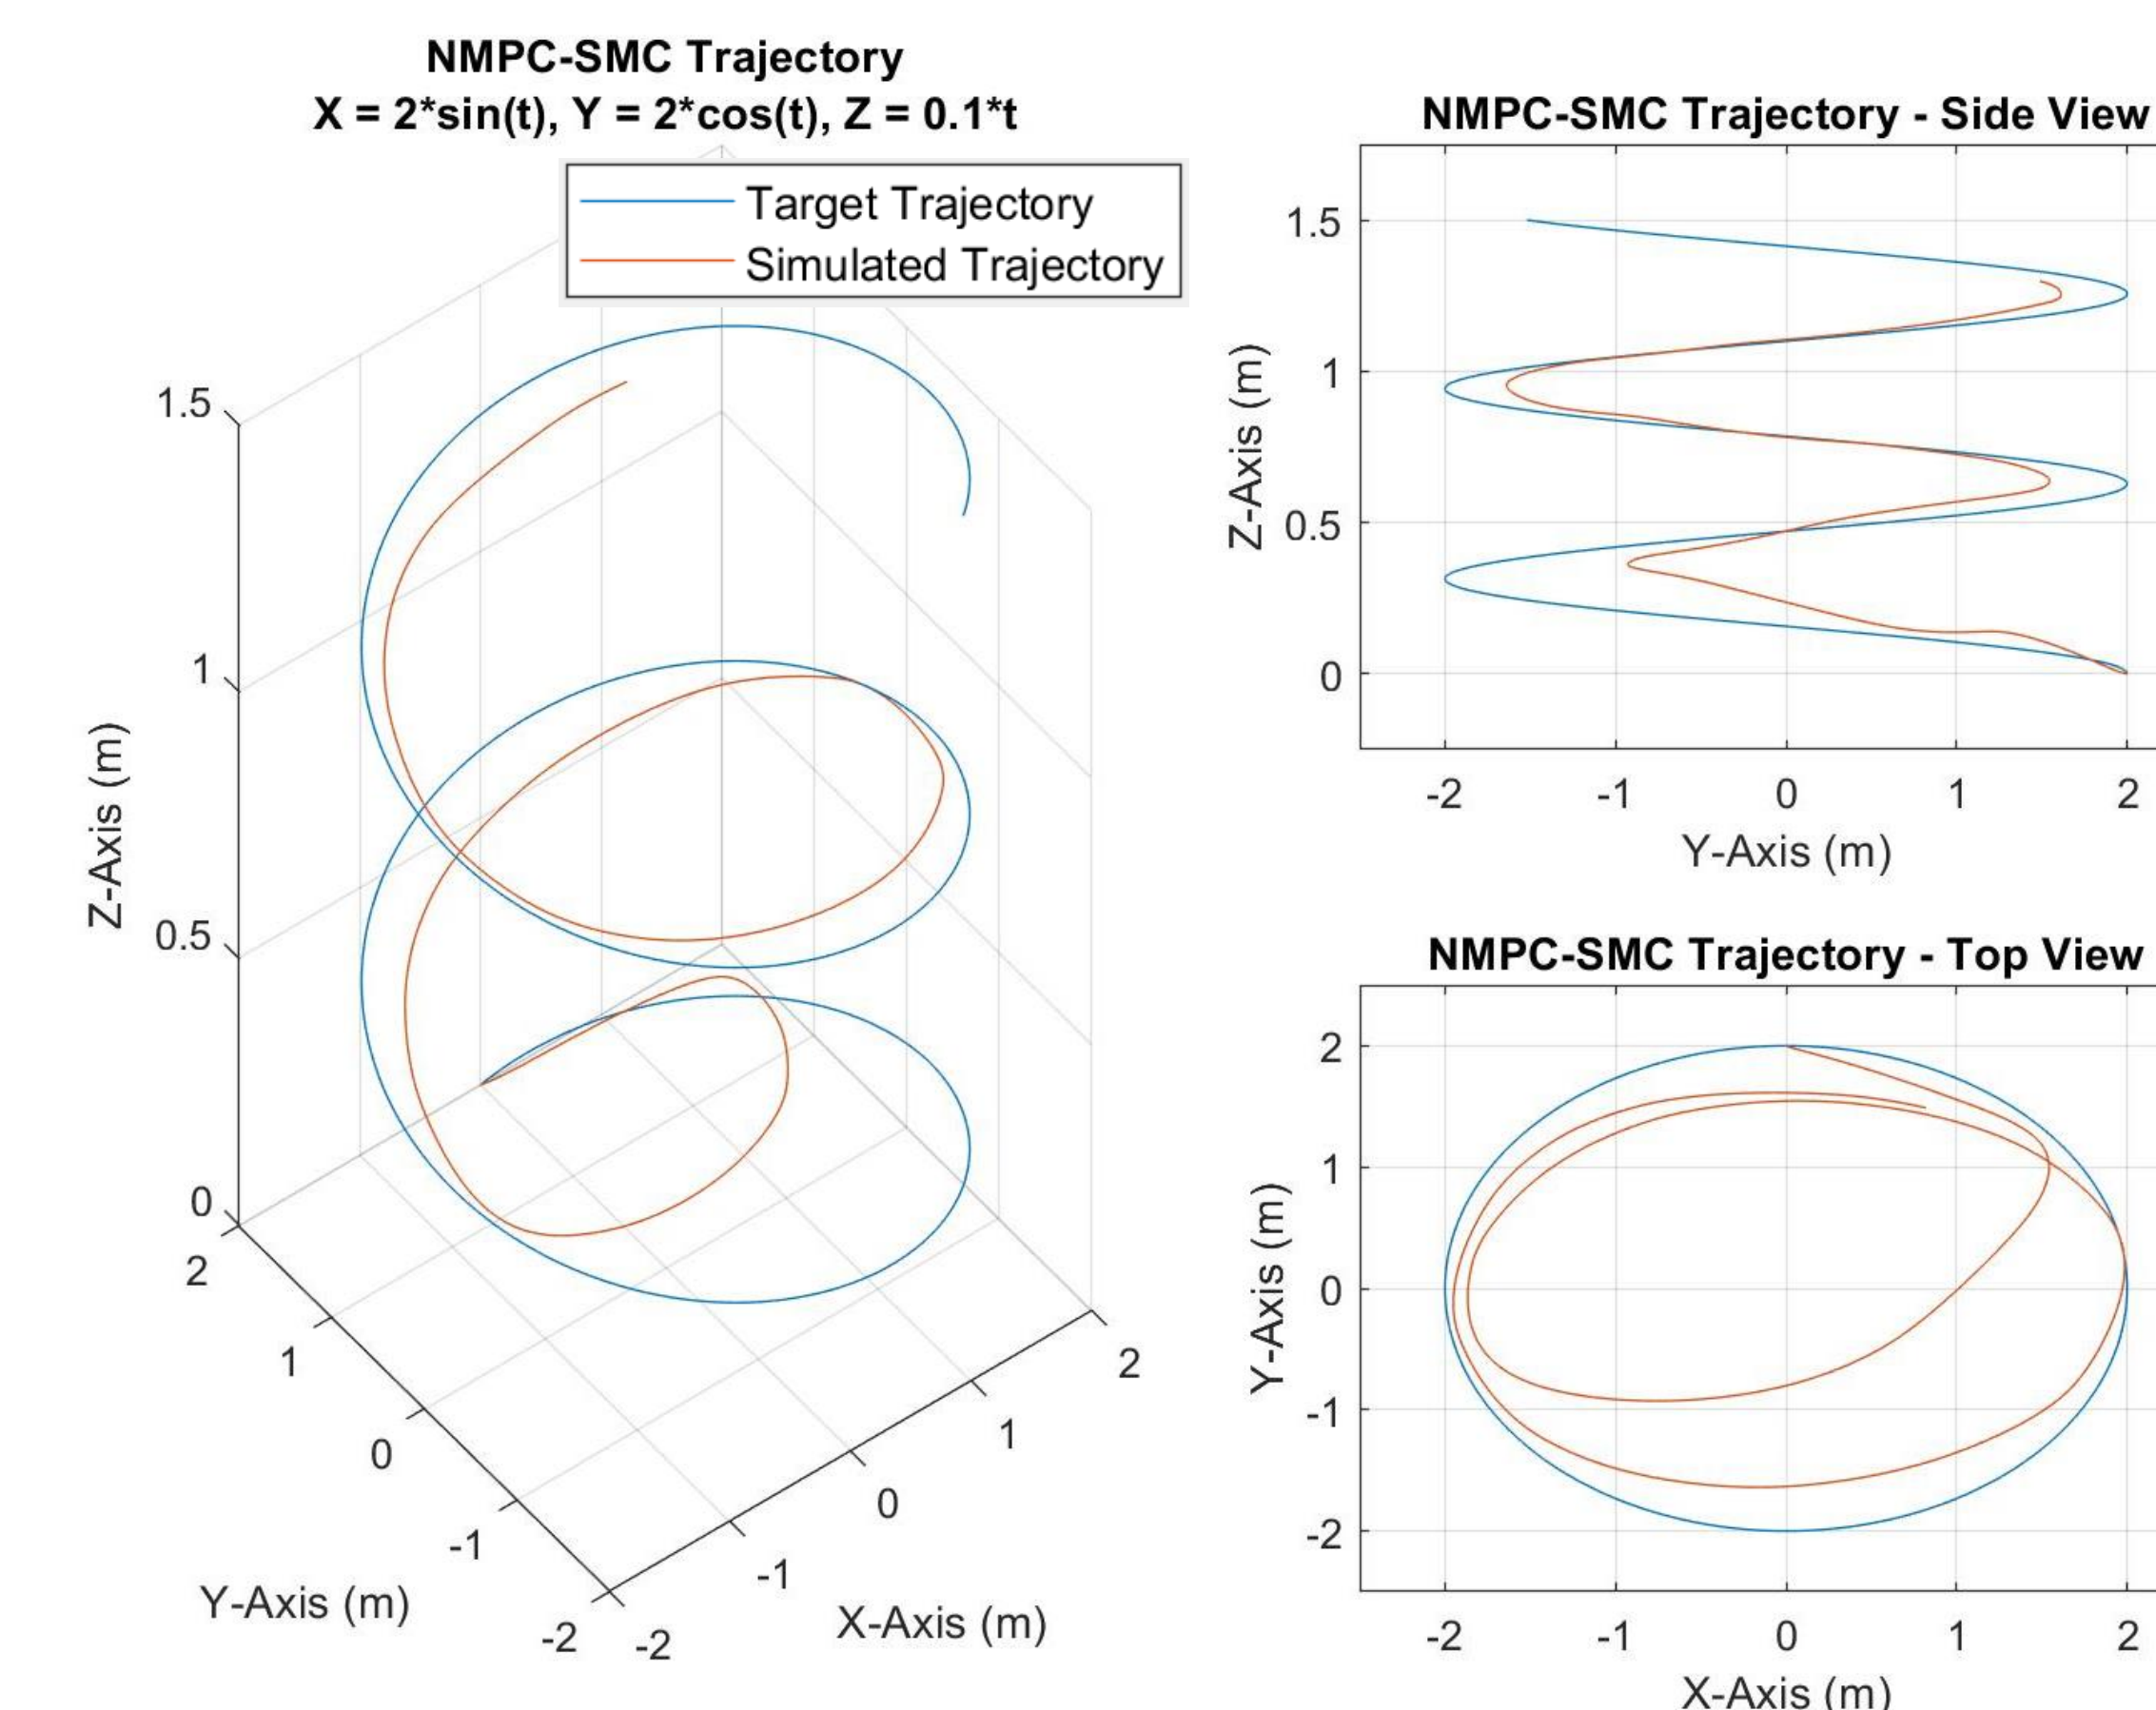 NMPC-SMC Trajectory
X = 2*sin(t), Y = 2*cos(t), Z = 0.1*t
Target Trajectory
Simulated Trajectory
1.5
1
0.5
0
Z-Axis (m)
2
1
0
-1
-2
Y-Axis (m)
-2
-1
0
1
2
X-Axis (m)
NMPC-SMC Trajectory - Side View
1.5
1
0.5
0
Z-Axis (m)
-2 -1 0 1 2
Y-Axis (m)
NMPC-SMC Trajectory - Top View
2
1
0
-1
-2
Y-Axis (m)
-2 -1 0 1 2
X-Axis (m)